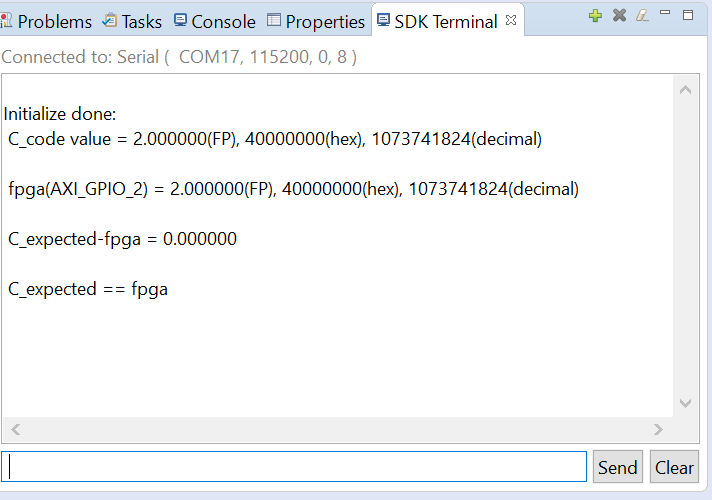 Problems Tasks Console Properties SDK Terminal
Connected to: Serial ( COM17, 115200, 0, 8 )
Initialize done:
C_code value = 2.000000(FP), 40000000(hex), 1073741824(decimal)
fpga(AXI_GPIO_2) = 2.000000(FP), 40000000(hex), 1073741824(decimal)
C_expected-fpga = 0.000000
C_expected == fpga
Send Clear